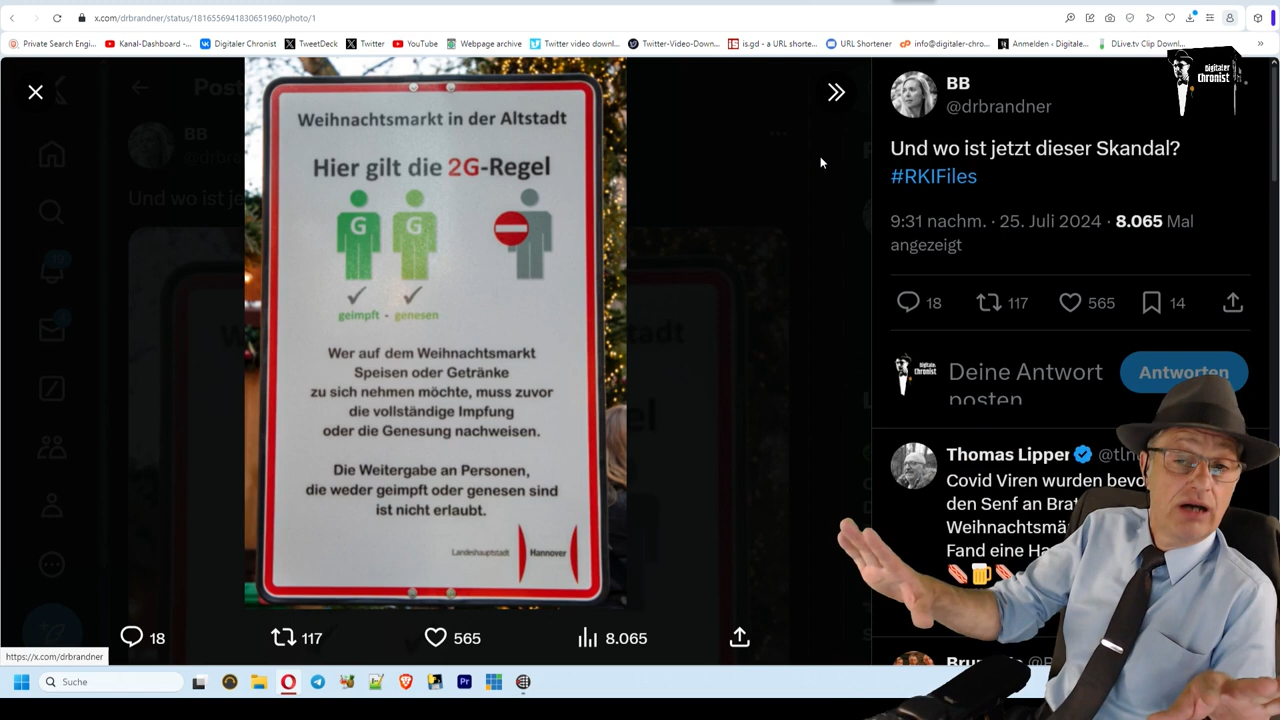 x.com/drbrandner/status/1816556941830651960/photo/1
Private Search Engi...
Kanal-Dashboard -...
Digitaler Chronist
TweetDeck
Twitter
YouTube
Webpage archive
Twitter video downl...
Twitter-Video-Down...
is.gd - a URL shorte...
URL Shortener
info@digitaler-chro...
Anmelden ‹ Digitale...
DLive.tv Clip Downl...
Digitaler
Chronist
Weihnachtsmarkt in der Altstadt
Hier gilt die 2G-Regel
G G
geimpft - genesen
Wer auf dem Weihnachtsmarkt
Speisen oder Getränke
zu sich nehmen möchte, muss zuvor
die vollständige Impfung
oder die Genesung nachweisen.
Die Weitergabe an Personen,
die weder geimpft oder genesen sind
ist nicht erlaubt.
Landeshauptstadt Hannover
18 117 565 8.065
BB
@drbrandner
Und wo ist jetzt dieser Skandal?
#RKIFiles
9:31 nachm. · 25. Juli 2024 · 8.065 Mal
angezeigt
18 117 565 14
Deine Antwort
posten
Antworten
Thomas Lipper
Covid Viren wurden
den Senf an
Fand eine
https://x.com/drbrandner
Suche